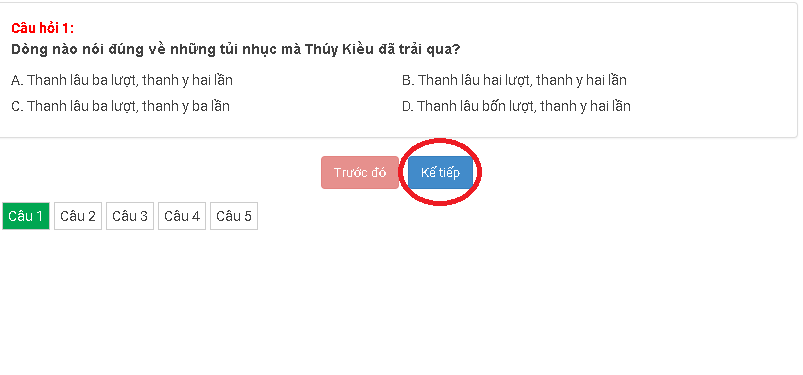 Câu hỏi 1:
Dòng nào nói đúng về những tủi nhục mà Thúy Kiều đã trải qua?
A. Thanh lâu ba lượt, thanh y hai lần
B. Thanh lâu hai lượt, thanh y hai lần
C. Thanh lâu ba lượt, thanh y ba lần
D. Thanh lâu bốn lượt, thanh y hai lần
Trước đó
Kế tiếp
Câu 1 Câu 2 Câu 3 Câu 4 Câu 5